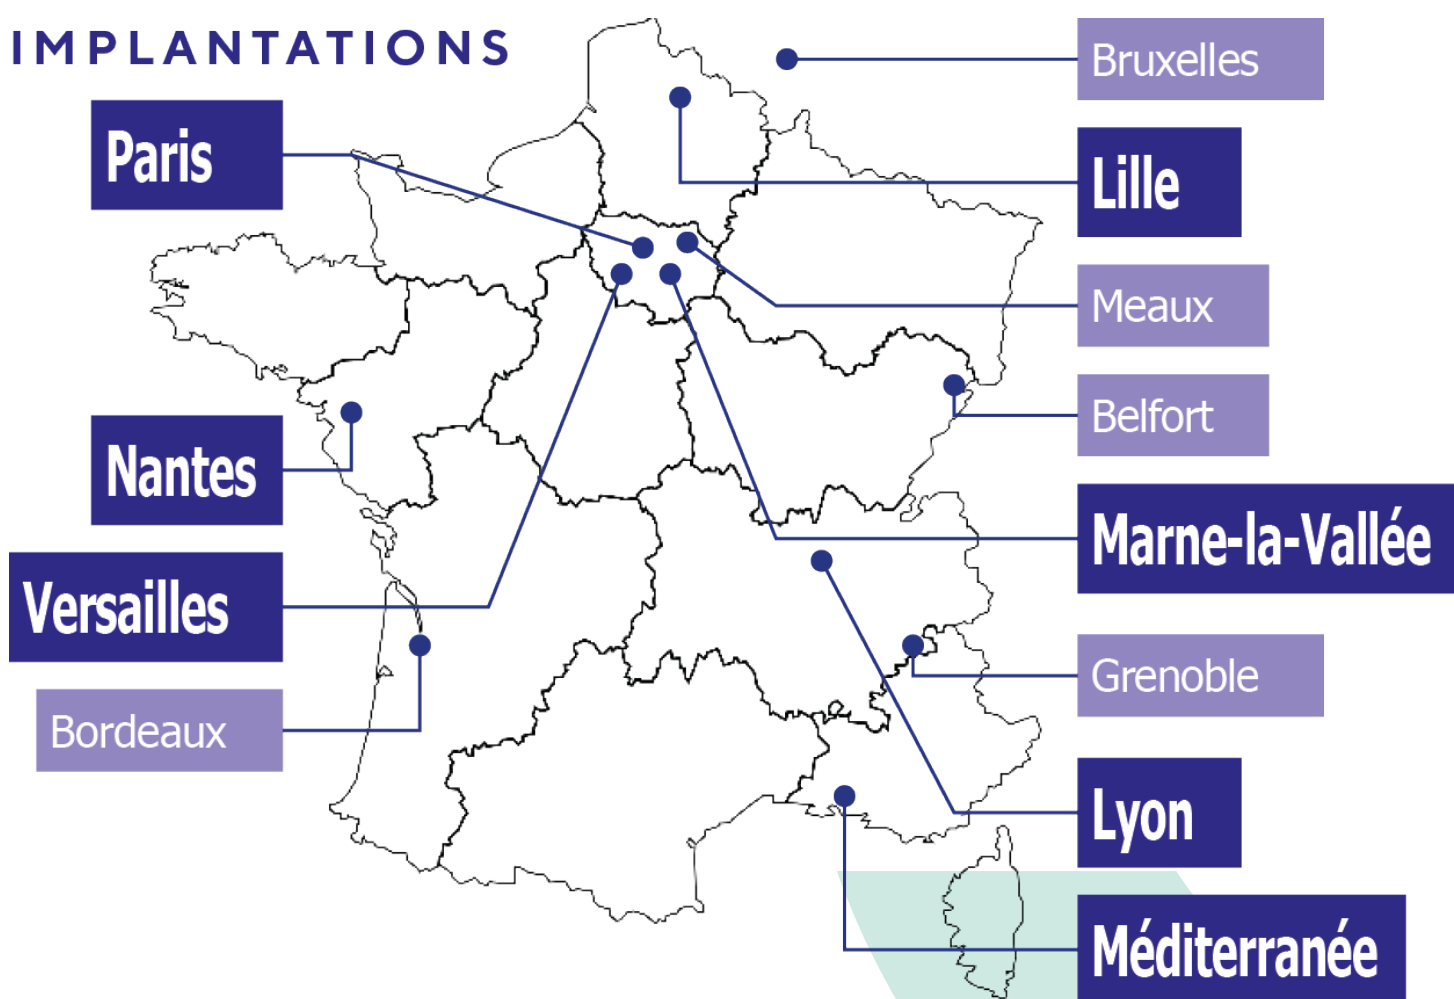 IMPLANTATIONS
Paris
Nantes
Versailles
Bordeaux
Bruxelles
Lille
Meaux
Belfort
Marne-la-Vallée
Grenoble
Lyon
Méditerranée